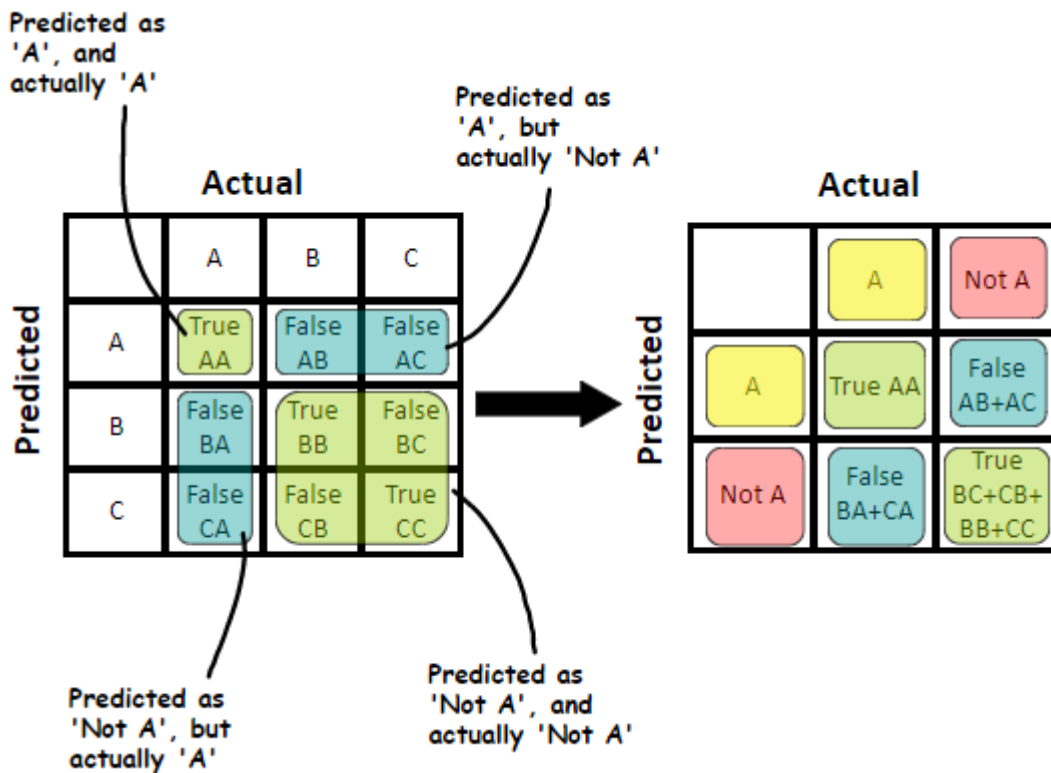 Predicted as
'A', and
actually 'A'
Predicted as
'A', but
actually 'Not A'
Actual
Predicted
A B C
A
True
AA
False
AB
False
AC
B
False
BA
True
BB
False
BC
C
False
CA
False
CB
True
CC
Predicted as
'Not A', but
actually 'A'
Predicted as
'Not A', and
actually 'Not A'
Actual
Predicted
A Not A
A
True AA
False
AB+AC
Not A
False
BA+CA
True
BC+CB+
BB+CC